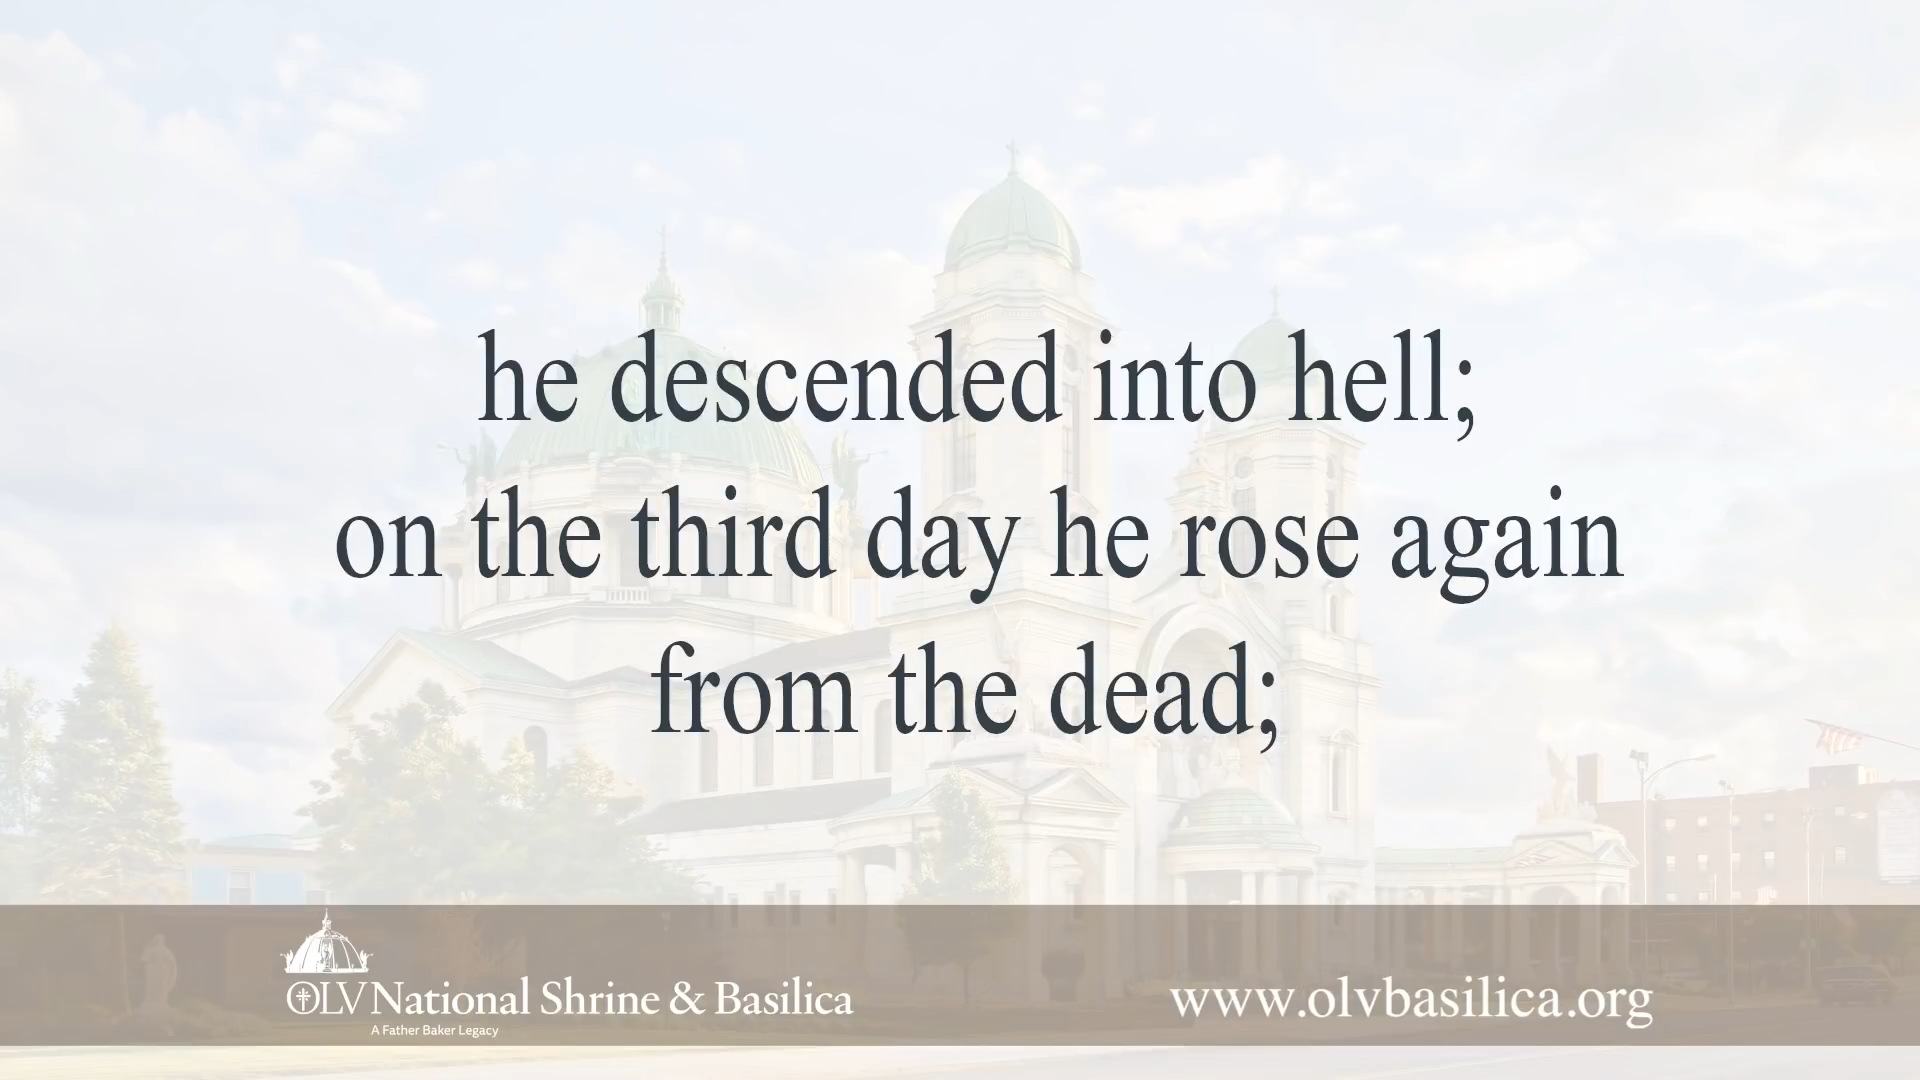 he descended into hell;
on the third day he rose again
from the dead;
OLV National Shrine & Basilica
A Father Baker Legacy
www.olvbasilica.org